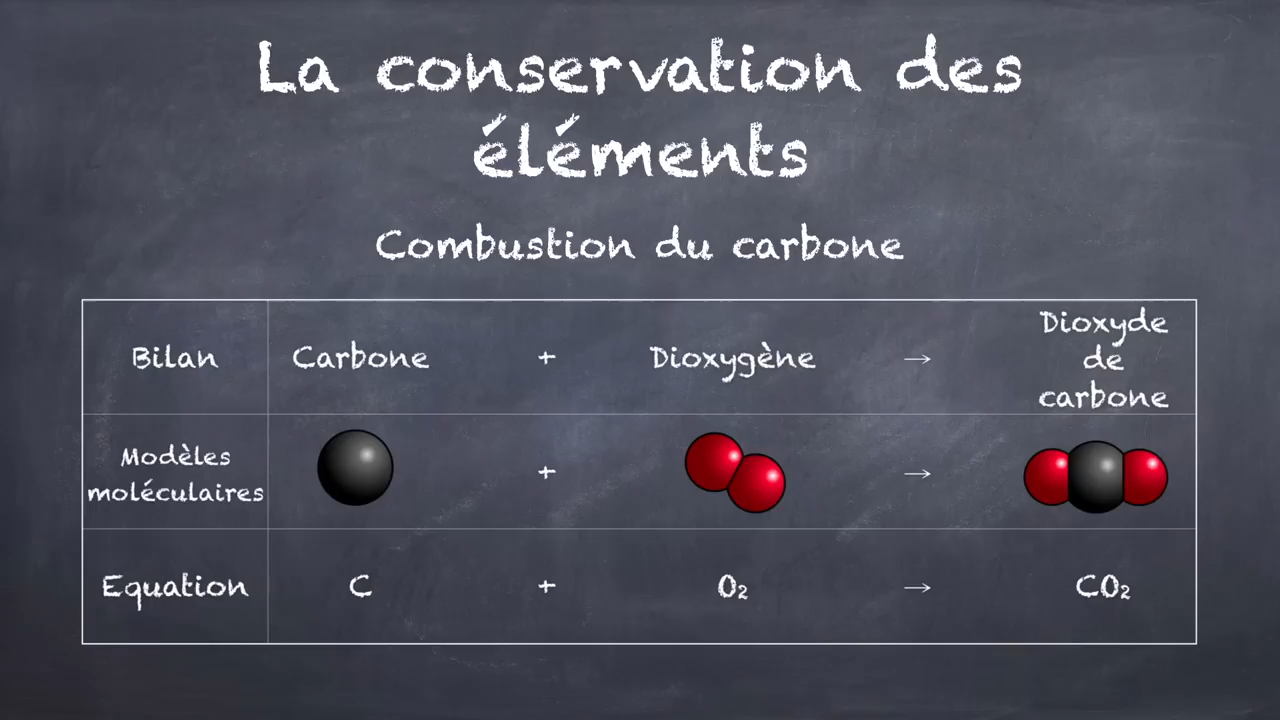 La conservation des
éléments
Combustion du carbone
Bilan Carbone + Dioxygène → Dioxyde
de
carbone
Modèles
moléculaires + →
Equation C + O₂ → CO₂